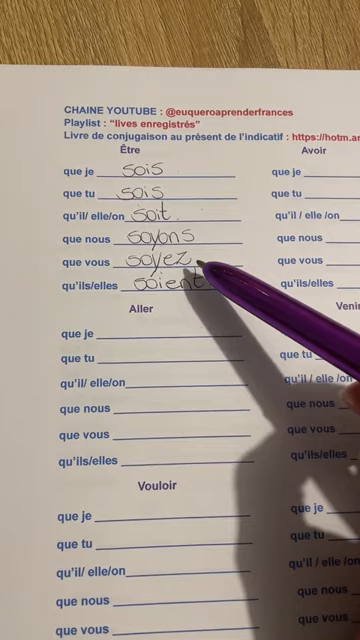 CHAINE YOUTUBE : @euqueroaprenderfrances
Playlist : "lives enregistrés"
Livre de conjugaison au présent de l'indicatif : https://hotm.ar
Être
que je sois
que tu sois
qu'il/ elle/on soit
que nous soyons
que vous soyez
qu'ils/elles soient
Avoir
que je
que tu
qu'il / elle /on
que nous
que vous
qu'ils/elles
Aller
que je
que tu
qu'il/ elle/on
que nous
que vous
qu'ils/elles
Venir
que tu
qu'il / elle /on
que nous
que vous
qu'ils/elles
Vouloir
que je
que tu
qu'il/ elle/on
que nous
que vous
que je
que tu
qu'il / elle /on
que nous
que vous